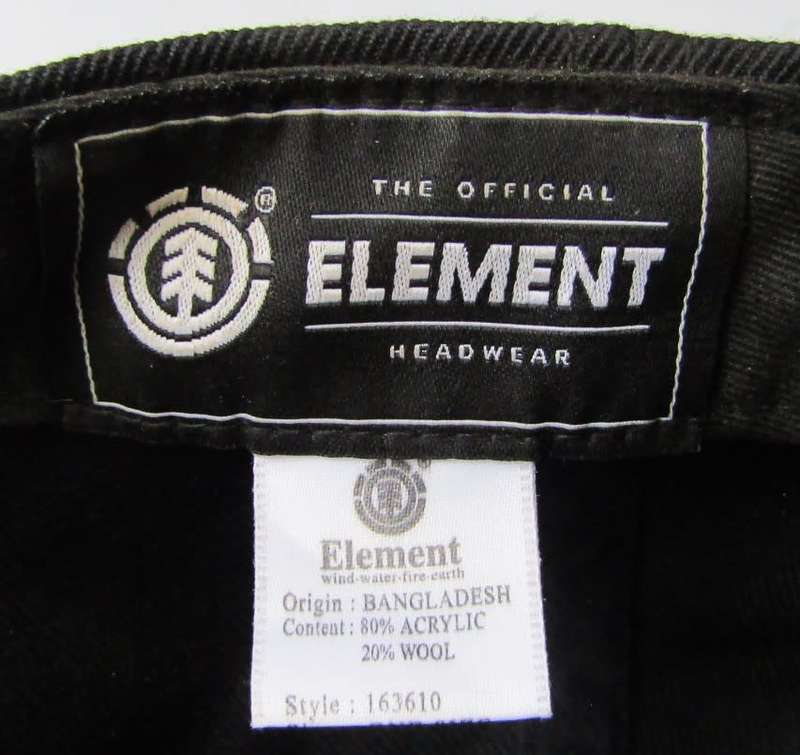 ®
THE OFFICIAL
ELEMENT
HEADWEAR
®
Element
wind-water-fire-earth
Origin : BANGLADESH
Content : 80% ACRYLIC
20% WOOL
Style : 163610